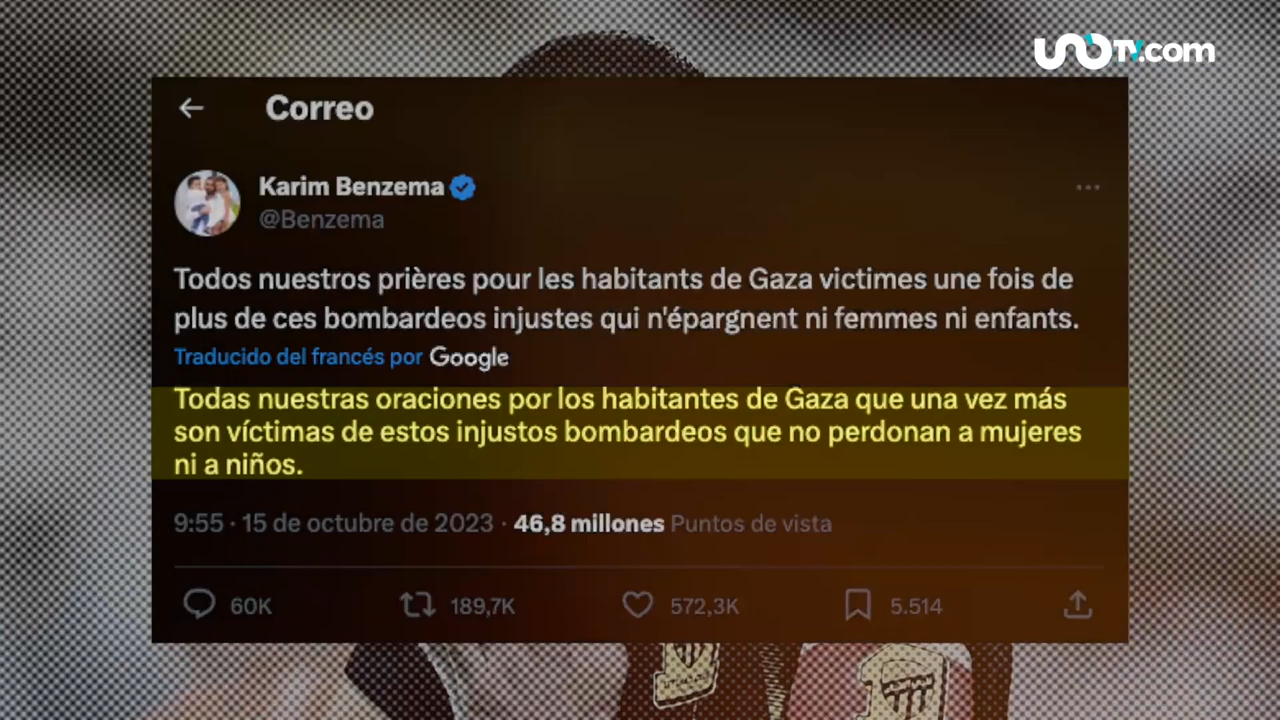 UNOTV.com
Correo
Karim Benzema
@Benzema
Todos nuestros prières pour les habitants de Gaza victimes une fois de
plus de ces bombardeos injustes qui n'épargnent ni femmes ni enfants.
Traducido del francés por Google
Todas nuestras oraciones por los habitantes de Gaza que una vez más
son víctimas de estos injustos bombardeos que no perdonan a mujeres
ni a niños.
9:55 · 15 de octubre de 2023 · 46,8 millones Puntos de vista
60K 189,7K 572,3K 5.514